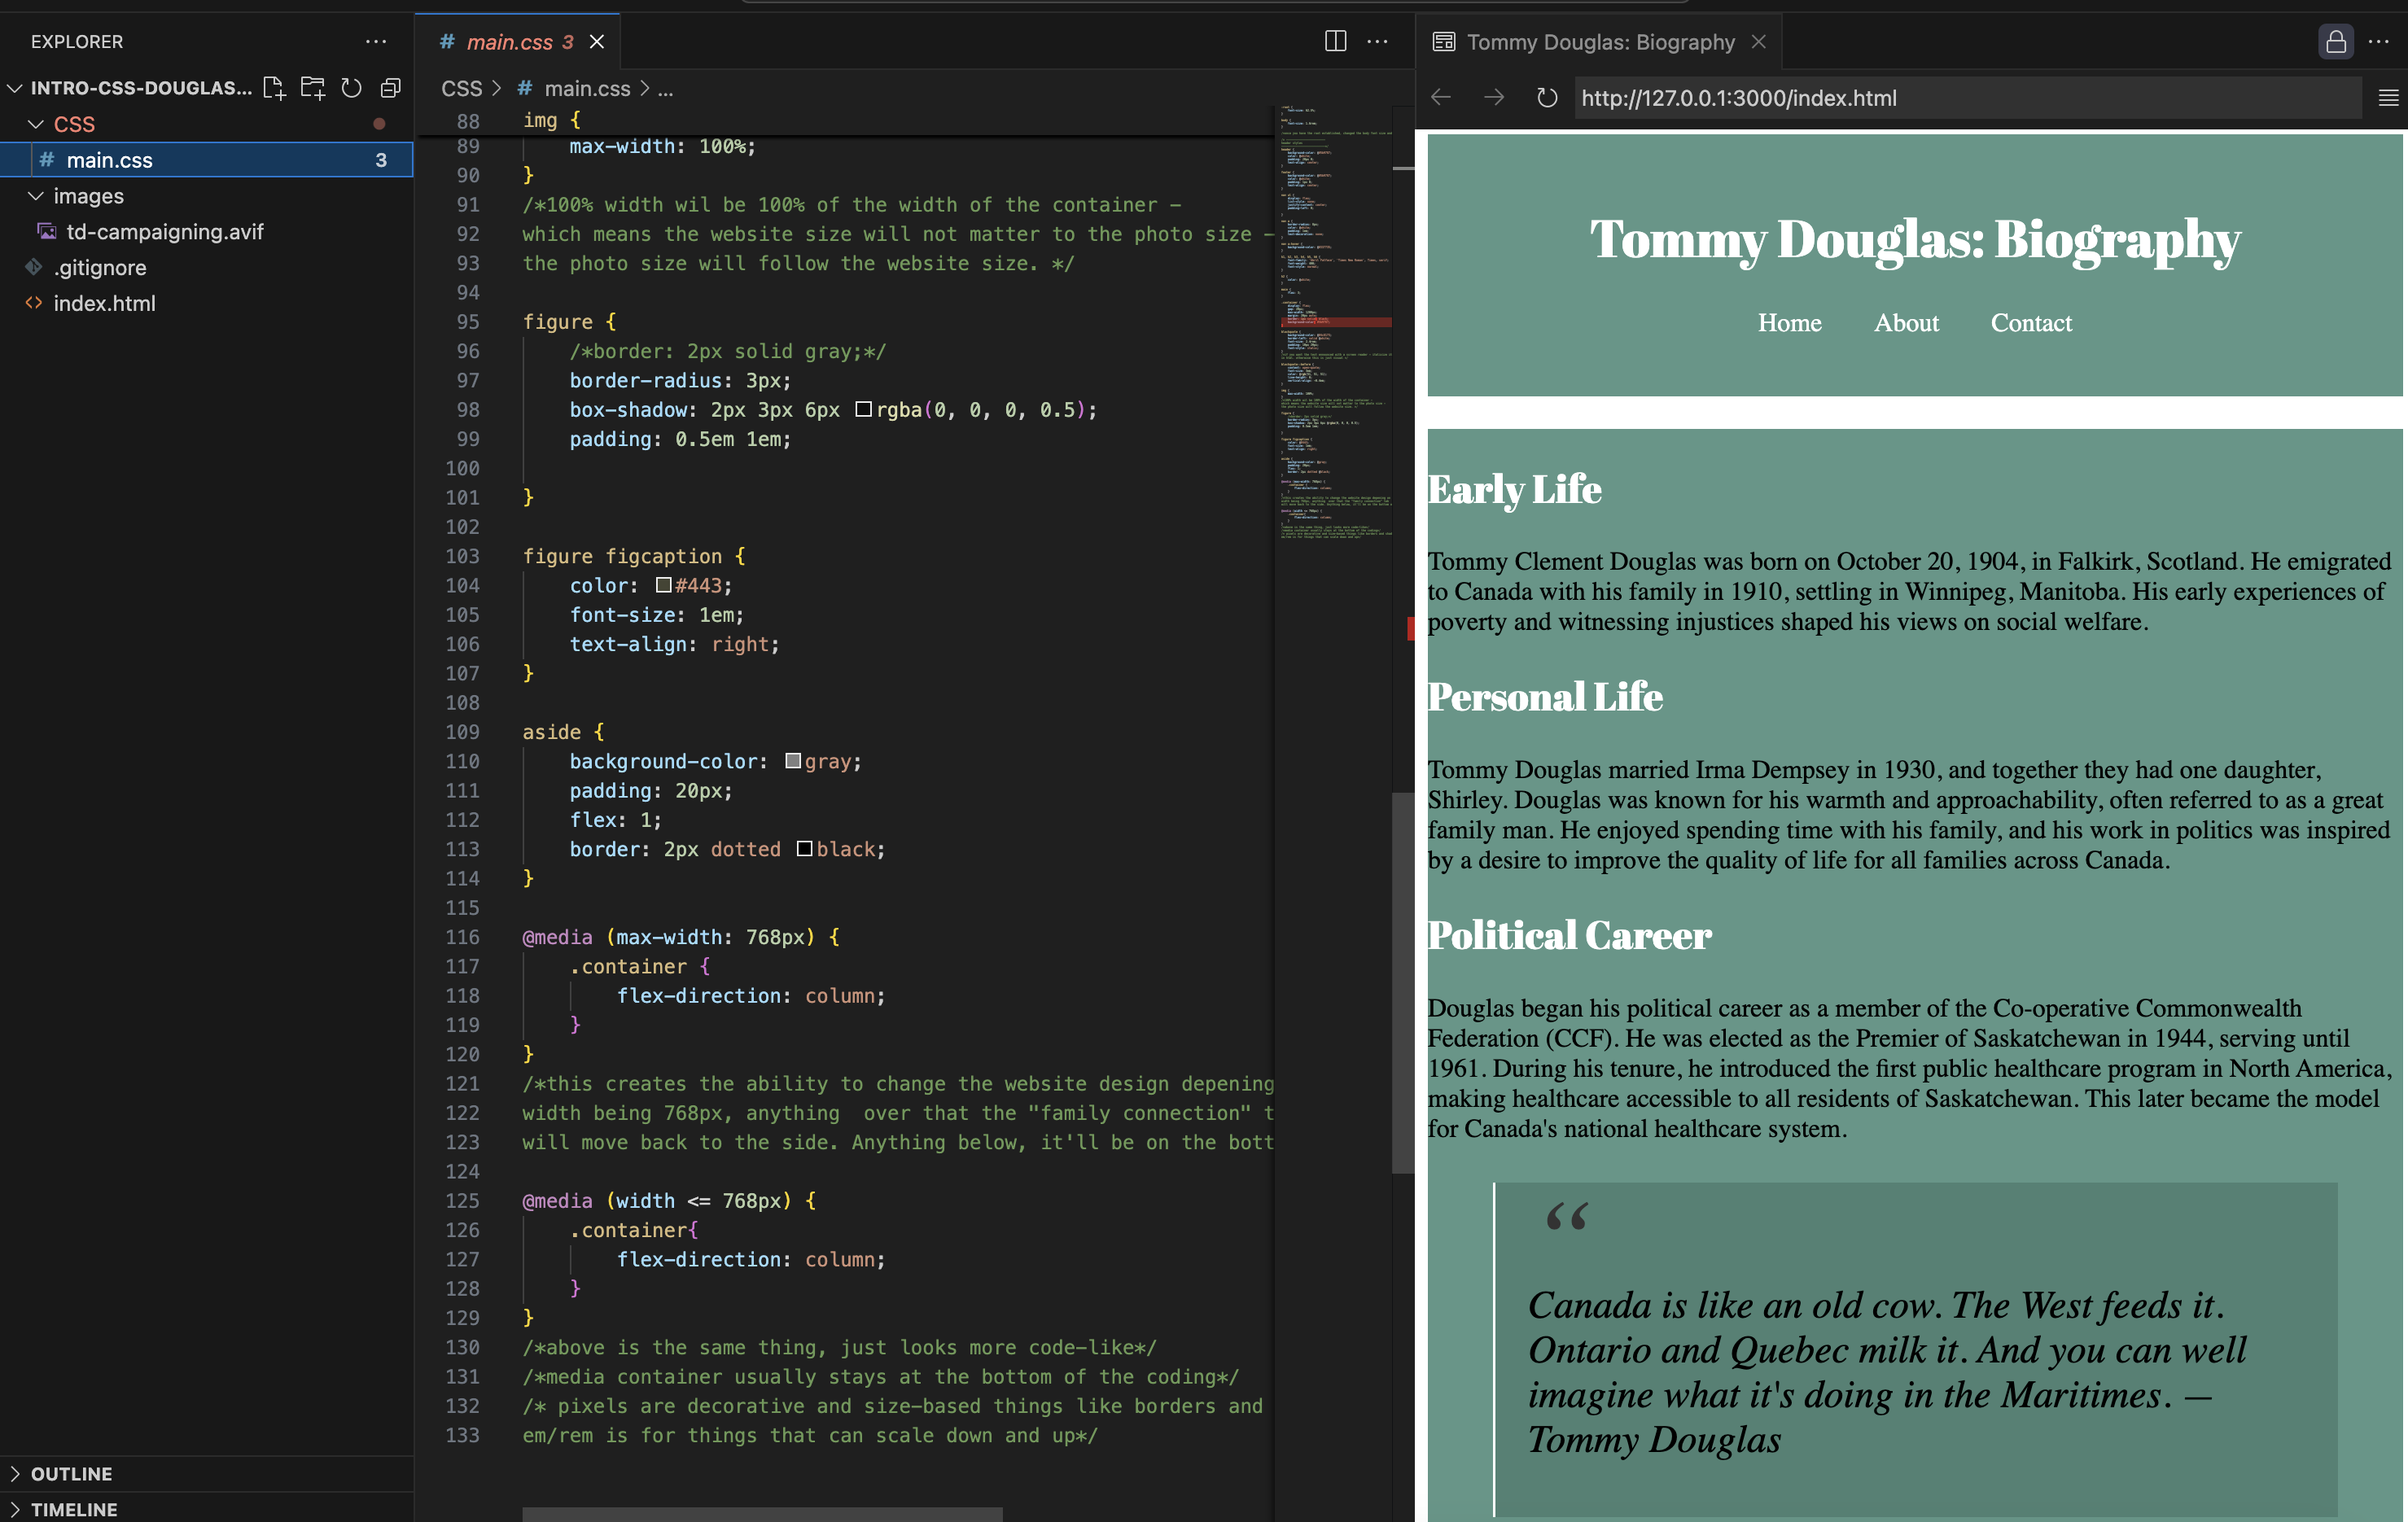 EXPLORER
INTRO-CSS-DOUGLAS...
CSS
# main.css 3
images
td-campaigning.avif
.gitignore
index.html
OUTLINE
TIMELINE
# main.css 3
CSS > # main.css > ...
88 img {
89 max-width: 100%;
90 }
91 /*100% width wil be 100% of the width of the container -
92 which means the website size will not matter to the photo size -
93 the photo size will follow the website size. */
94
95 figure {
96 /*border: 2px solid gray;*/
97 border-radius: 3px;
98 box-shadow: 2px 3px 6px rgba(0, 0, 0, 0.5);
99 padding: 0.5em 1em;
100
101 }
102
103 figure figcaption {
104 color: #443;
105 font-size: 1em;
106 text-align: right;
107 }
108
109 aside {
110 background-color: gray;
111 padding: 20px;
112 flex: 1;
113 border: 2px dotted black;
114 }
115
116 @media (max-width: 768px) {
117 .container {
118 flex-direction: column;
119 }
120 }
121 /*this creates the ability to change the website design depening
122 width being 768px, anything  over that the "family connection" t
123 will move back to the side. Anything below, it'll be on the bott
124
125 @media (width <= 768px) {
126 .container{
127 flex-direction: column;
128 }
129 }
130 /*above is the same thing, just looks more code-like*/
131 /*media container usually stays at the bottom of the coding*/
132 /* pixels are decorative and size-based things like borders and
133 em/rem is for things that can scale down and up*/
Tommy Douglas: Biography
http://127.0.0.1:3000/index.html
Tommy Douglas: Biography
Home About Contact
Early Life
Tommy Clement Douglas was born on October 20, 1904, in Falkirk, Scotland. He emigrated
to Canada with his family in 1910, settling in Winnipeg, Manitoba. His early experiences of
poverty and witnessing injustices shaped his views on social welfare.
Personal Life
Tommy Douglas married Irma Dempsey in 1930, and together they had one daughter,
Shirley. Douglas was known for his warmth and approachability, often referred to as a great
family man. He enjoyed spending time with his family, and his work in politics was inspired
by a desire to improve the quality of life for all families across Canada.
Political Career
Douglas began his political career as a member of the Co-operative Commonwealth
Federation (CCF). He was elected as the Premier of Saskatchewan in 1944, serving until
1961. During his tenure, he introduced the first public healthcare program in North America,
making healthcare accessible to all residents of Saskatchewan. This later became the model
for Canada's national healthcare system.
“
Canada is like an old cow. The West feeds it.
Ontario and Quebec milk it. And you can well
imagine what it's doing in the Maritimes. —
Tommy Douglas